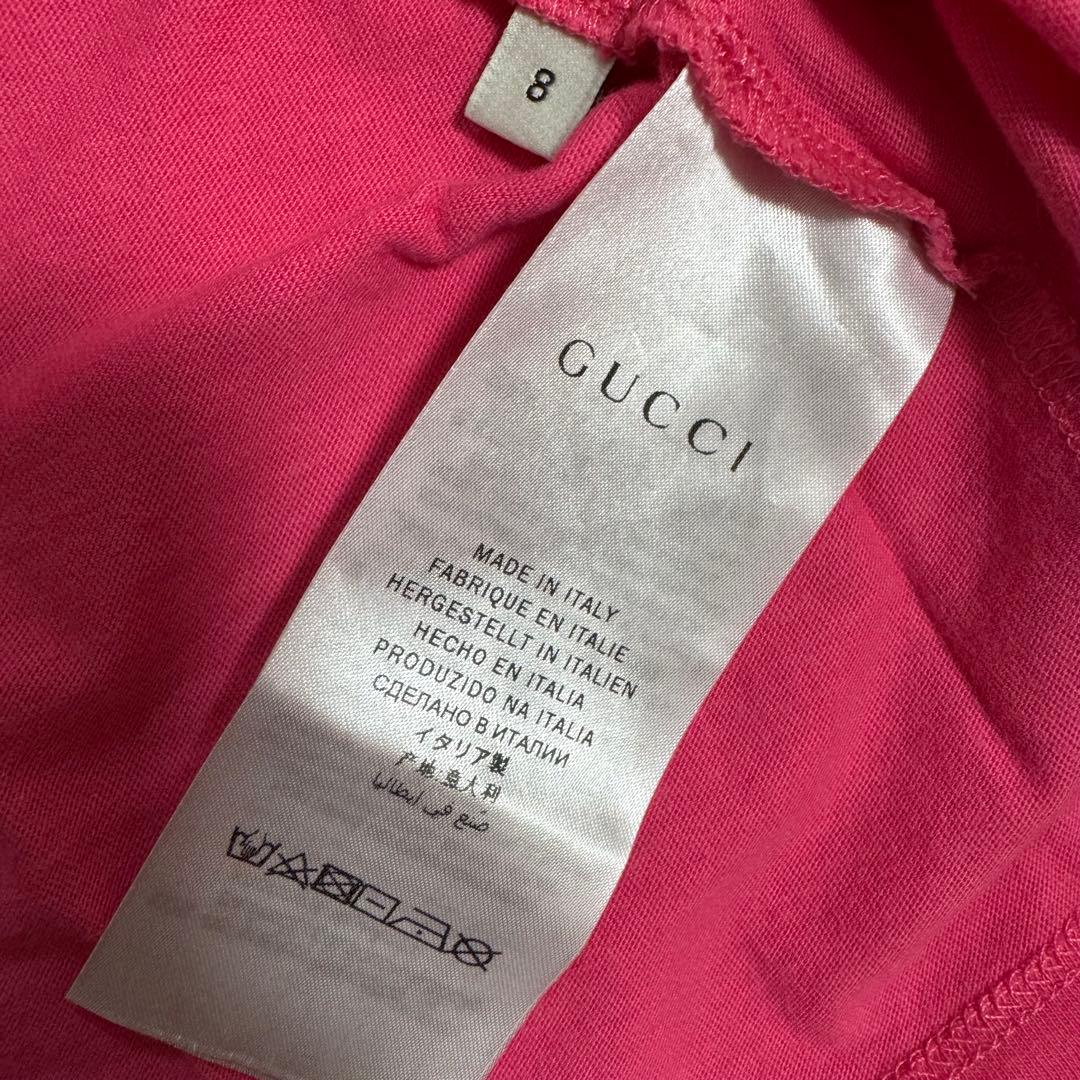 8
GUCCI
MADE IN ITALY
FABRIQUE EN ITALIE
HERGESTELLT IN ITALIEN
HECHO EN ITALIA
PRODUZIDO NA ITALIA
СДЕЛАНО В ИТАЛИИ
イタリア製
产地 意大利
صنع في ايطاليا